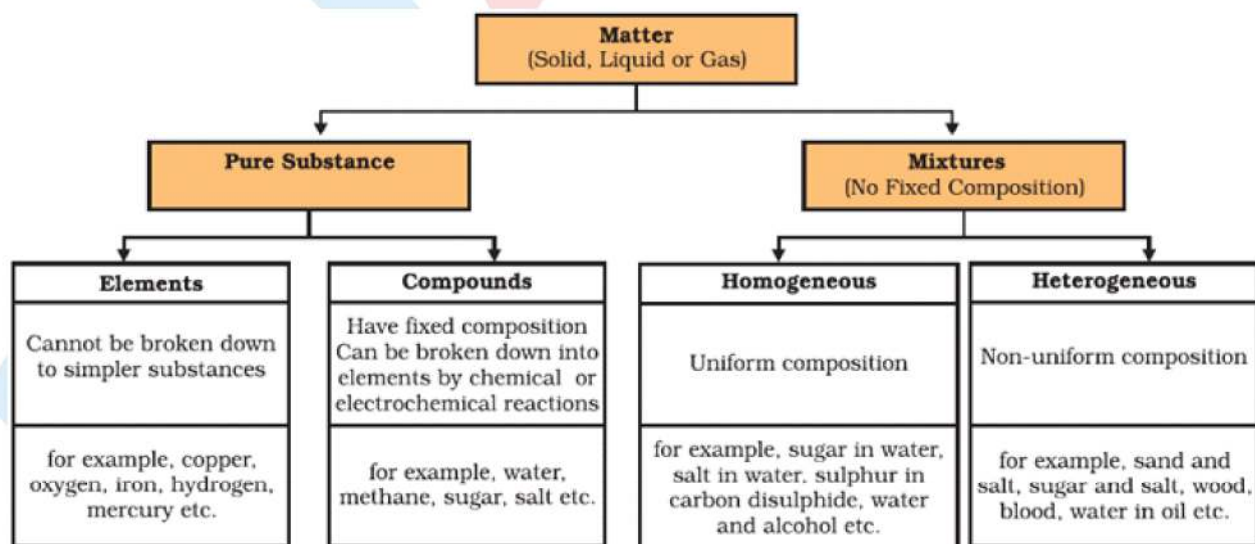 Matter
(Solid, Liquid or Gas)
Pure Substance
Mixtures
(No Fixed Composition)
Elements
Cannot be broken down
to simpler substances
for example, copper,
oxygen, iron, hydrogen,
mercury etc.
Compounds
Have fixed composition
Can be broken down into
elements by chemical or
electrochemical reactions
for example, water,
methane, sugar, salt etc.
Homogeneous
Uniform composition
for example, sugar in water,
salt in water, sulphur in
carbon disulphide, water
and alcohol etc.
Heterogeneous
Non-uniform composition
for example, sand and
salt, sugar and salt, wood,
blood, water in oil etc.